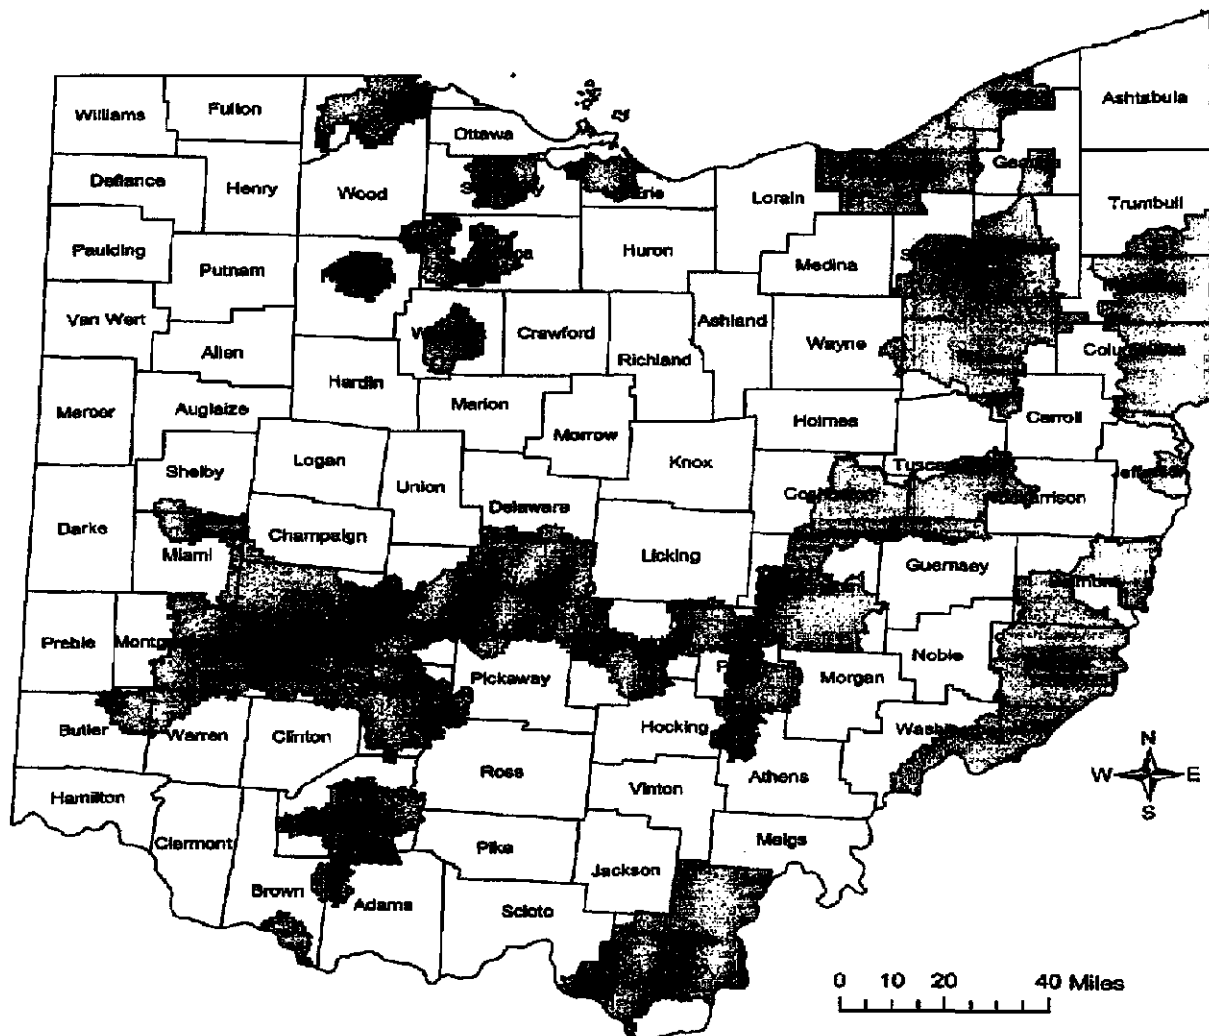 Ashtabula
Fulton
Williams
Ottawa
Defiance
Henry
Wood
Lorain
Trumbull
Paulding
Putnam
Huron
Medina
Van Wert
Allen
Crawford
Ashland
Wayne
Richland
Hardin
Mercer
Auglaize
Marion
Morrow
Holmes
Carroll
Logan
Knox
Shelby
Union
Delaware
Darke
Champaign
Miami
Licking
Guernsey
Preble
Noble
Pickaway
Morgan
Hocking
Butler
Warren
Clinton
Ross
Athens
Vinton
Hamilton
Clermont
Pike
Meigs
Jackson
Brown
Adams
Scioto
N
W E
S
0 10 20 40 Miles